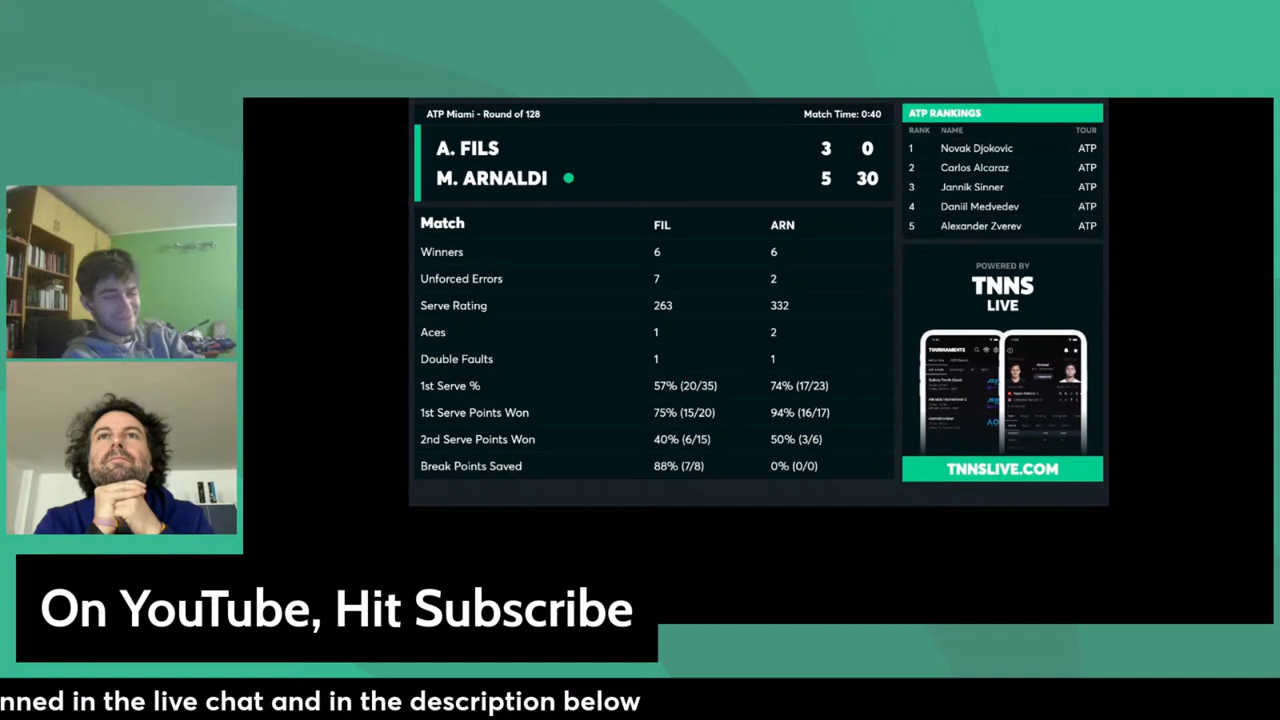 ATP Miami - Round of 128 Match Time: 0:40
A. FILS 3 0
M. ARNALDI 5 30
Match FIL ARN
Winners 6 6
Unforced Errors 7 2
Serve Rating 263 332
Aces 1 2
Double Faults 1 1
1st Serve % 57% (20/35) 74% (17/23)
1st Serve Points Won 75% (15/20) 94% (16/17)
2nd Serve Points Won 40% (6/15) 50% (3/6)
Break Points Saved 88% (7/8) 0% (0/0)
ATP RANKINGS
RANK NAME TOUR
1 Novak Djokovic ATP
2 Carlos Alcaraz ATP
3 Jannik Sinner ATP
4 Daniil Medvedev ATP
5 Alexander Zverev ATP
POWERED BY
TNNS
LIVE
TOURNAMENTS
TNNSLIVE.COM
On YouTube, Hit Subscribe
nned in the live chat and in the description below